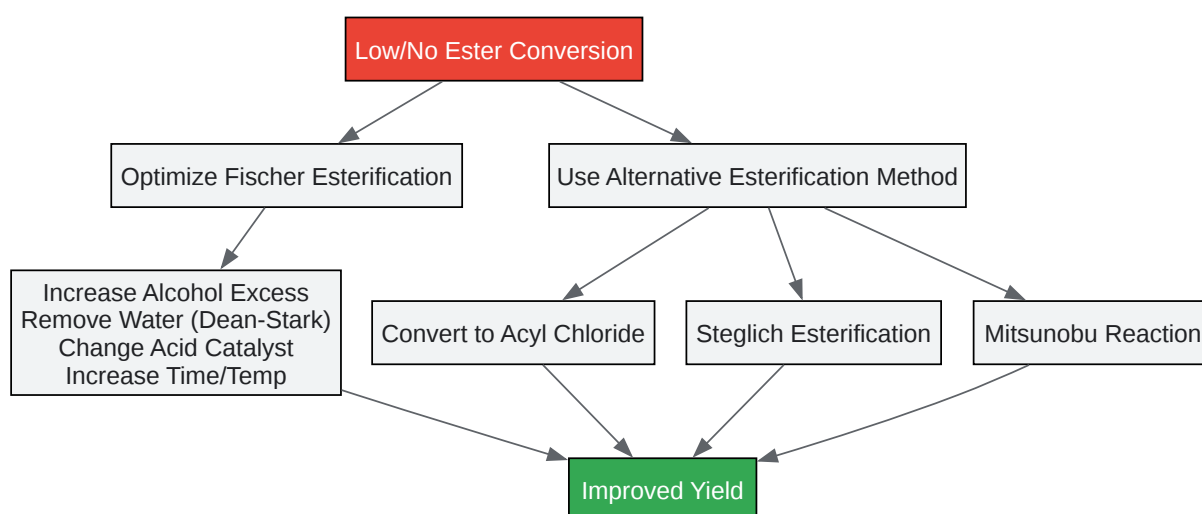 Low/No Ester Conversion
Optimize Fischer Esterification
Use Alternative Esterification Method
Increase Alcohol Excess
Remove Water (Dean-Stark)
Change Acid Catalyst
Increase Time/Temp
Convert to Acyl Chloride
Steglich Esterification
Mitsunobu Reaction
Improved Yield